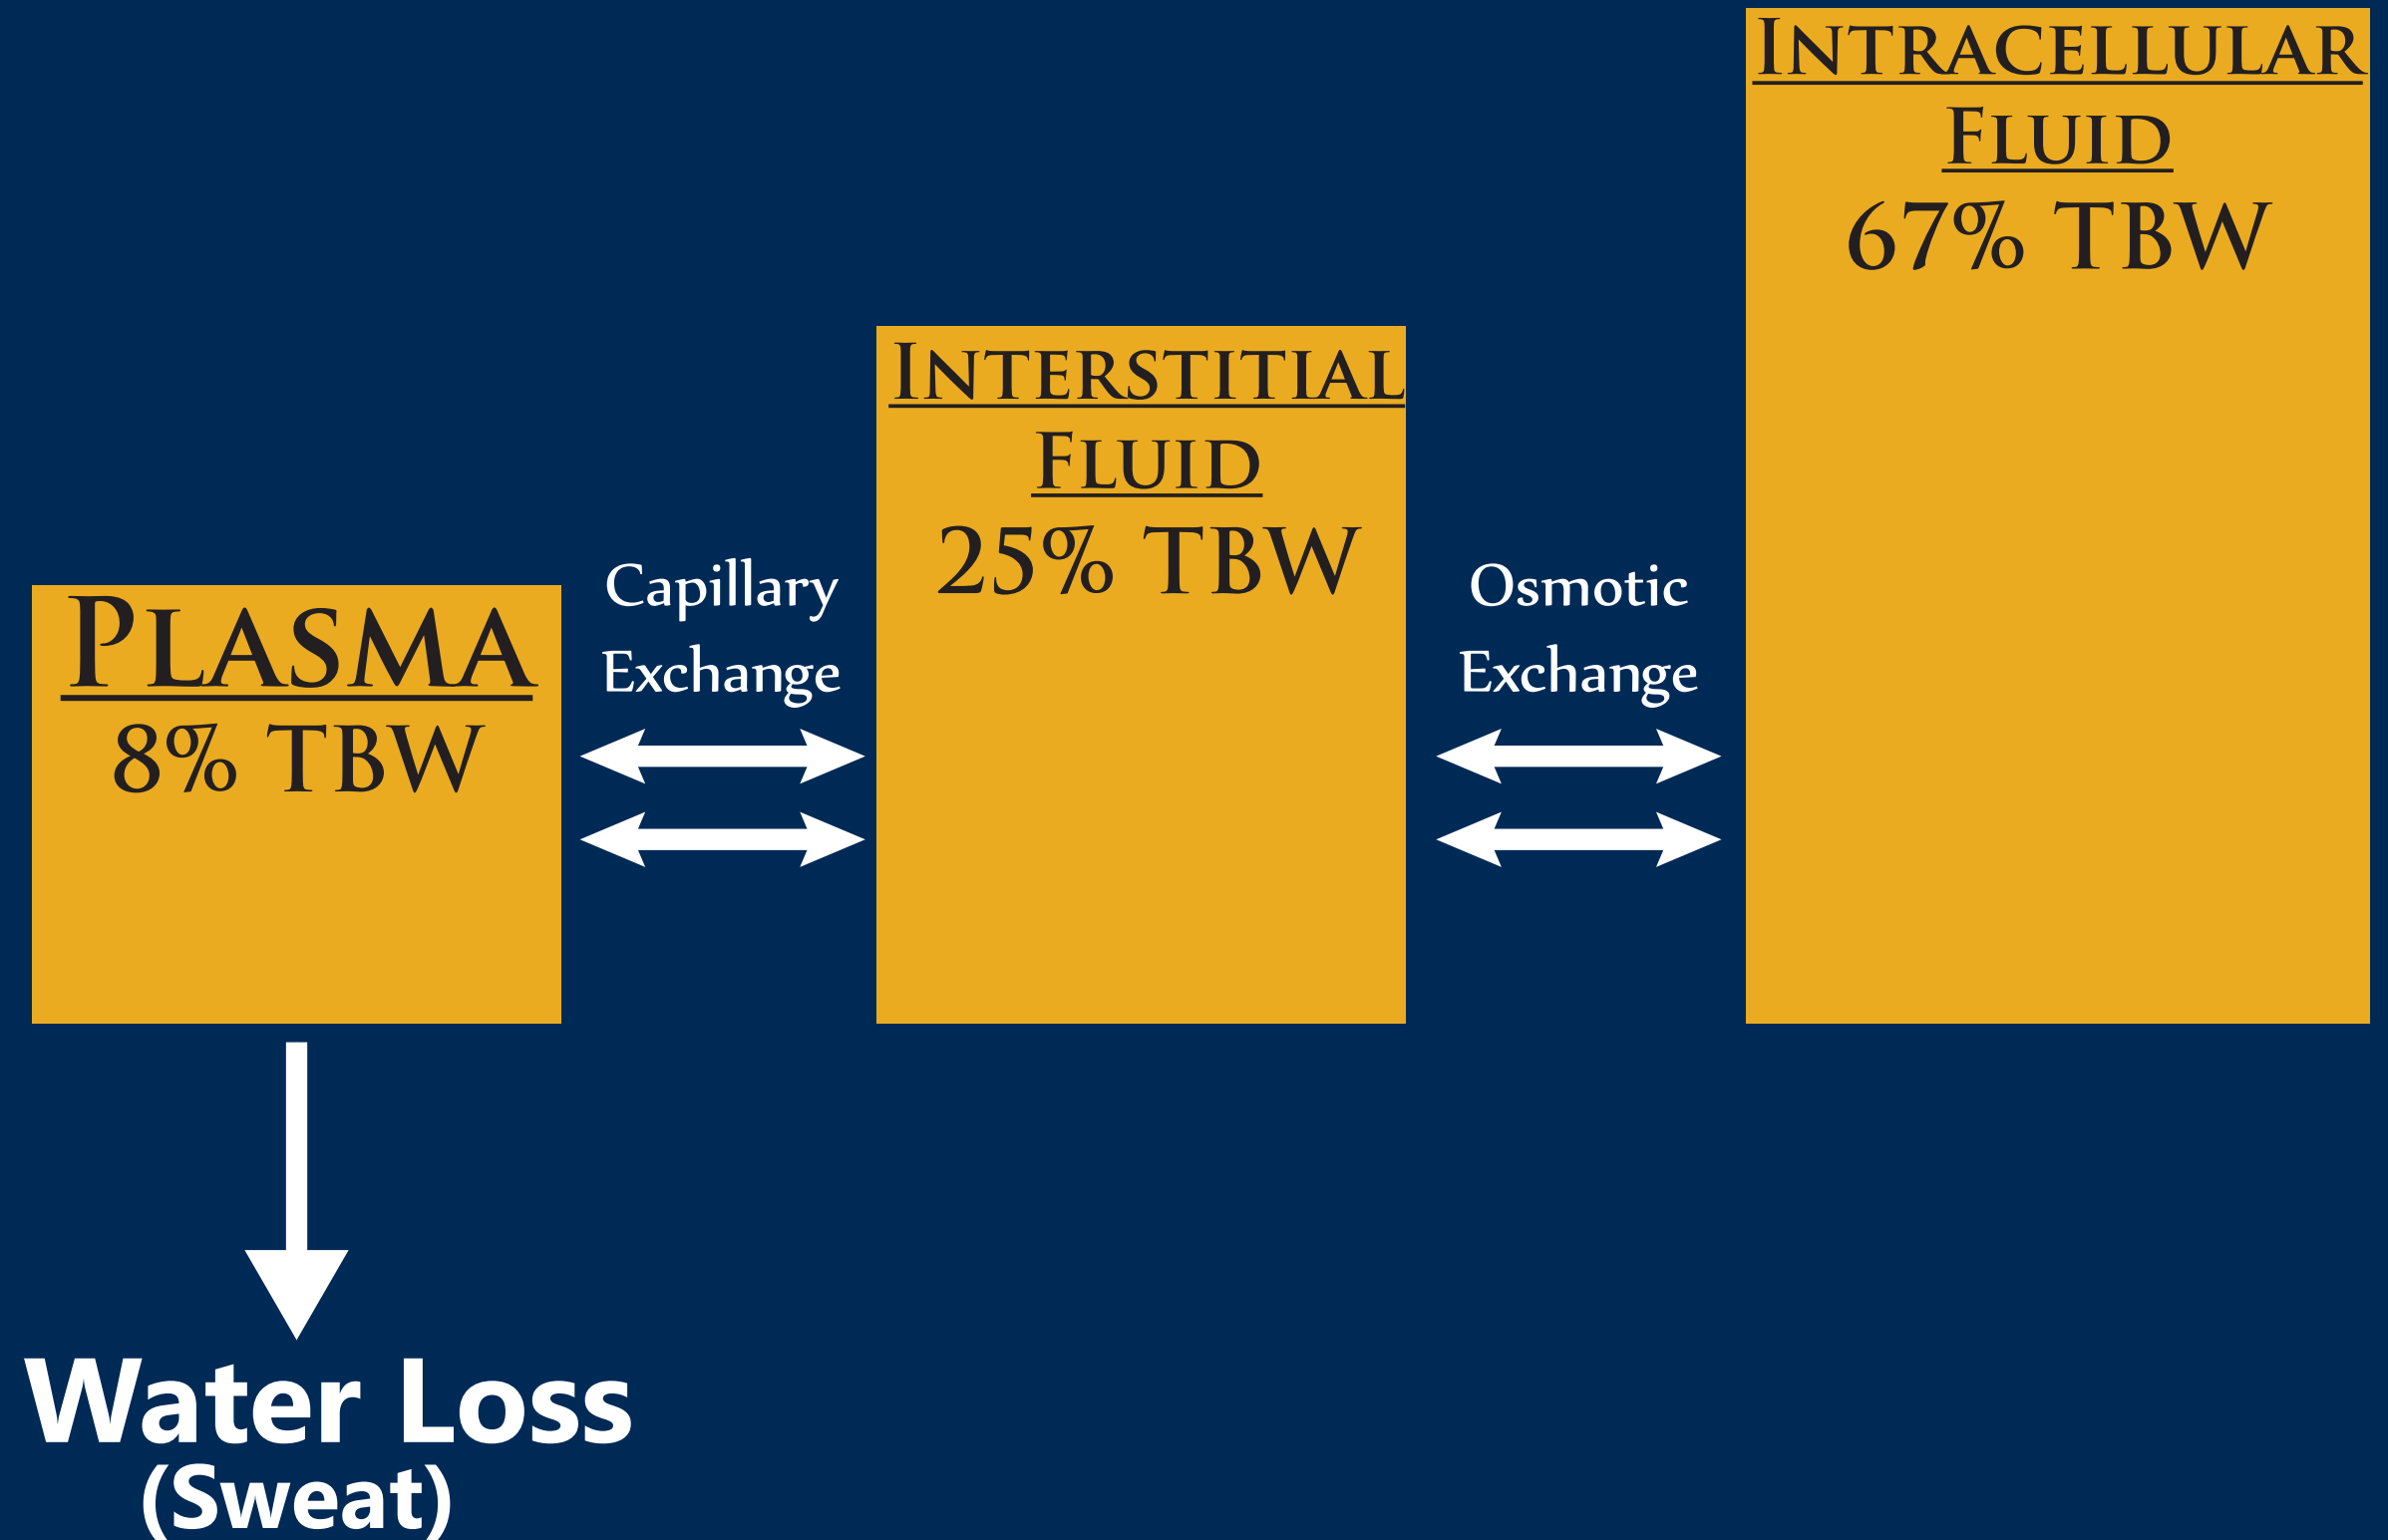 Plasma
8% TBW
Capillary
Exchange
Interstitial
Fluid
25% TBW
Osmotic
Exchange
Intracellular
Fluid
67% TBW
Water Loss
(Sweat)